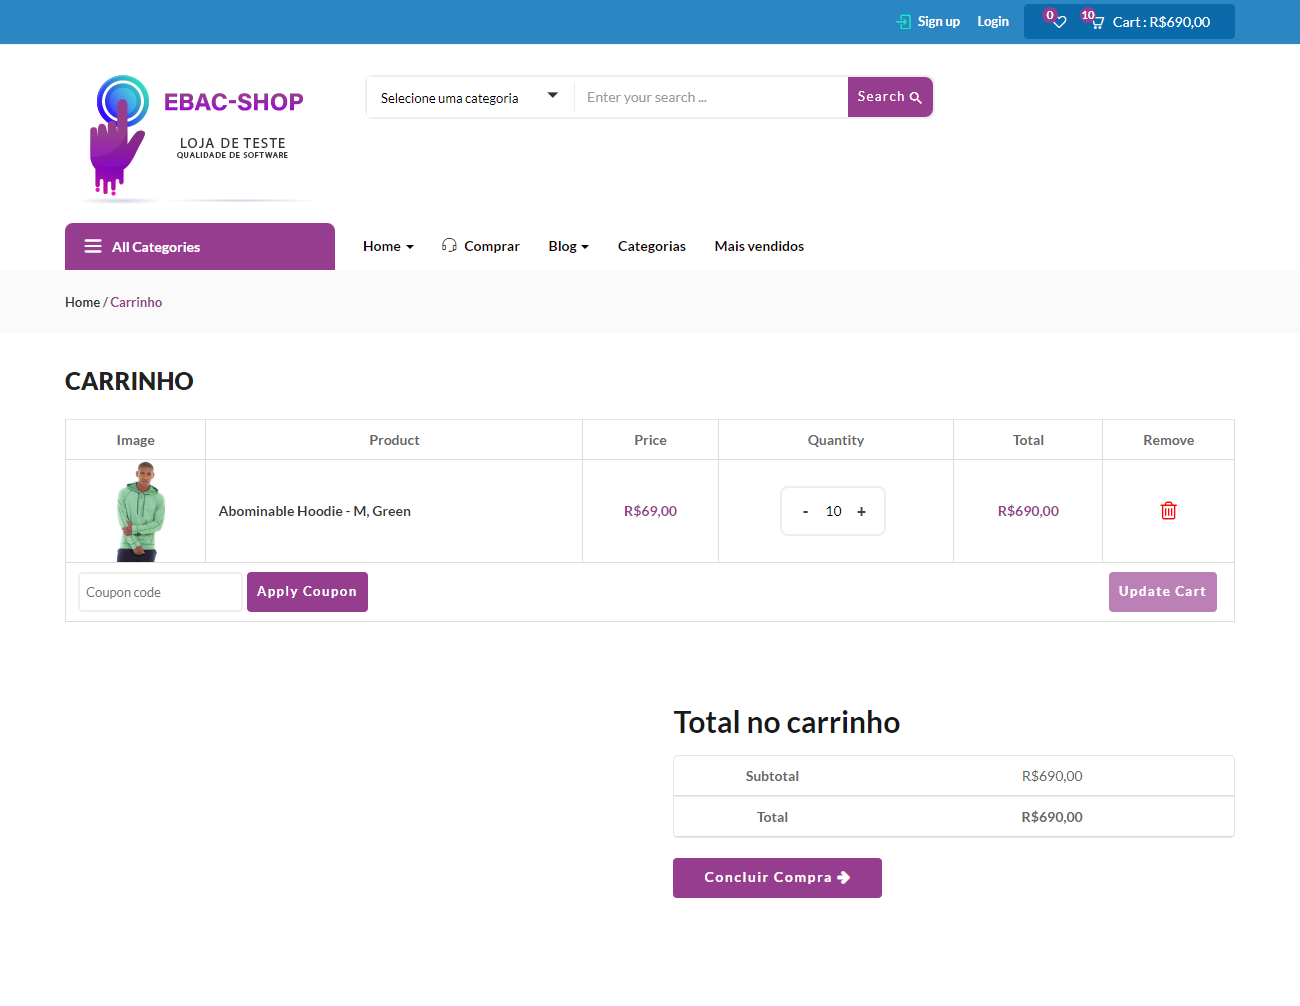 Sign up Login 0 10 Cart : R$690,00
EBAC-SHOP
LOJA DE TESTE
QUALIDADE DE SOFTWARE
Selecione uma categoria Enter your search ... Search
All Categories Home Comprar Blog Categorias Mais vendidos
Home / Carrinho
CARRINHO
Image Product Price Quantity Total Remove
Abominable Hoodie - M, Green R$69,00 - 10 + R$690,00
Coupon code Apply Coupon Update Cart
Total no carrinho
Subtotal R$690,00
Total R$690,00
Concluir Compra